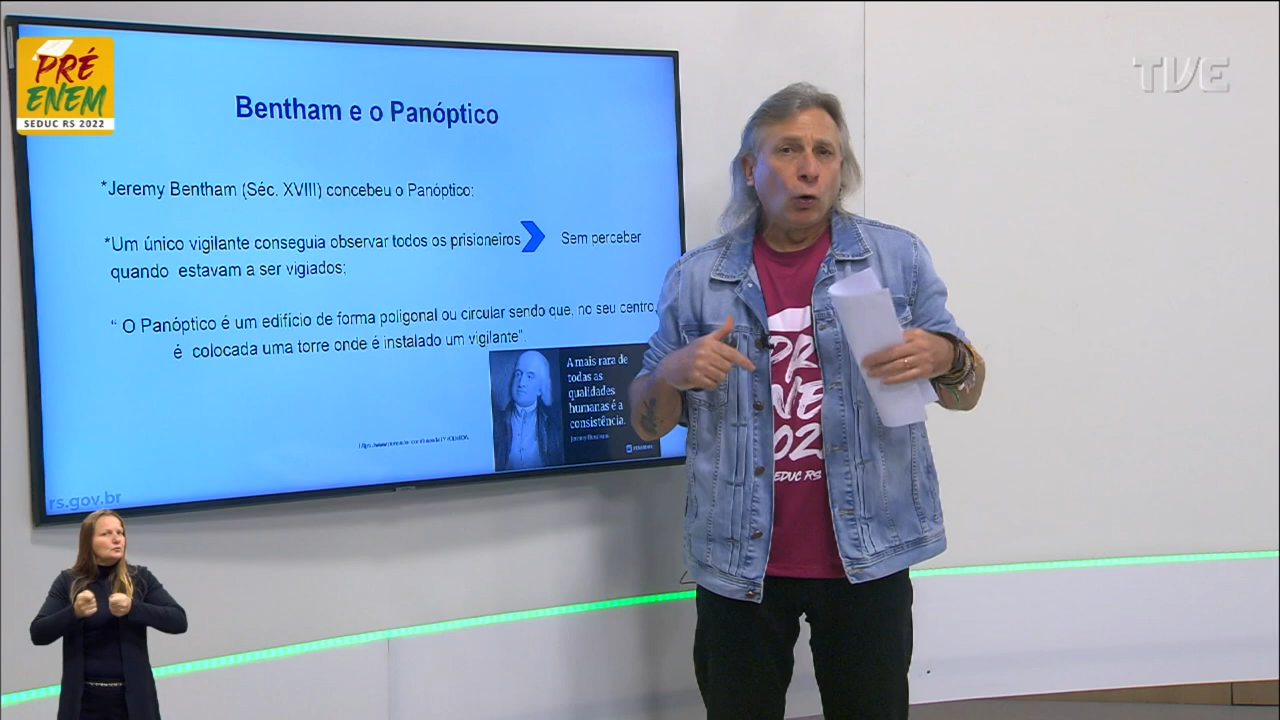 PRÉ
ENEM
SEDUC RS 2022
TVE
Bentham e o Panóptico
*Jeremy Bentham (Séc. XVIII) concebeu o Panóptico:
*Um único vigilante conseguia observar todos os prisioneiros Sem perceber
quando estavam a ser vigiados;
“ O Panóptico é um edifício de forma poligonal ou circular sendo que, no seu centro,
é colocada uma torre onde é instalado um vigilante”.
A mais rara de
todas as
qualidades
humanas é a
consistência.
Jeremy Bentham
rs.gov.br
SEDUC RS